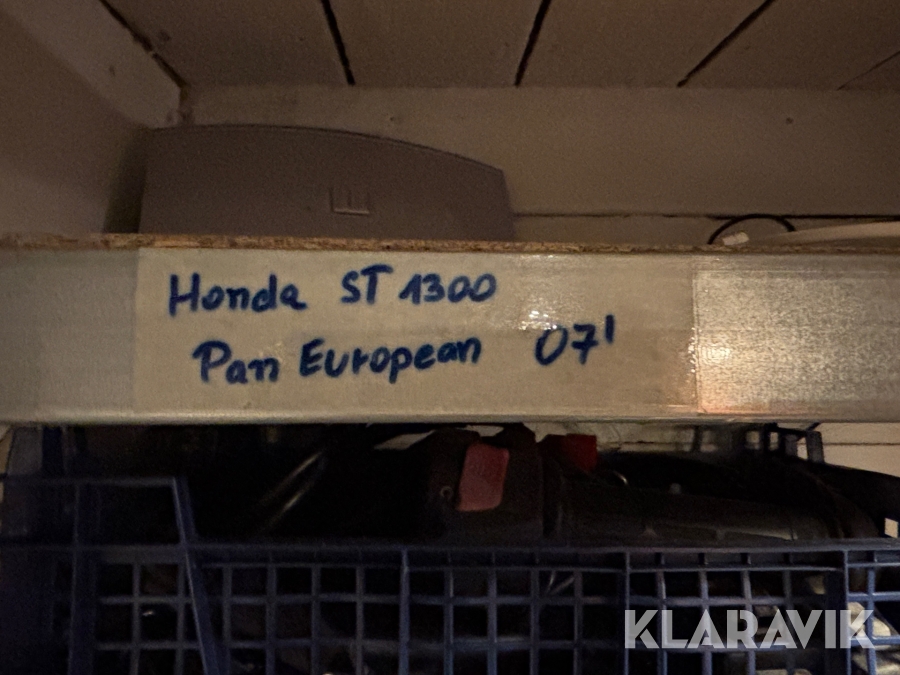 Honda ST 1300
Pan European 07'
KLARAVIK